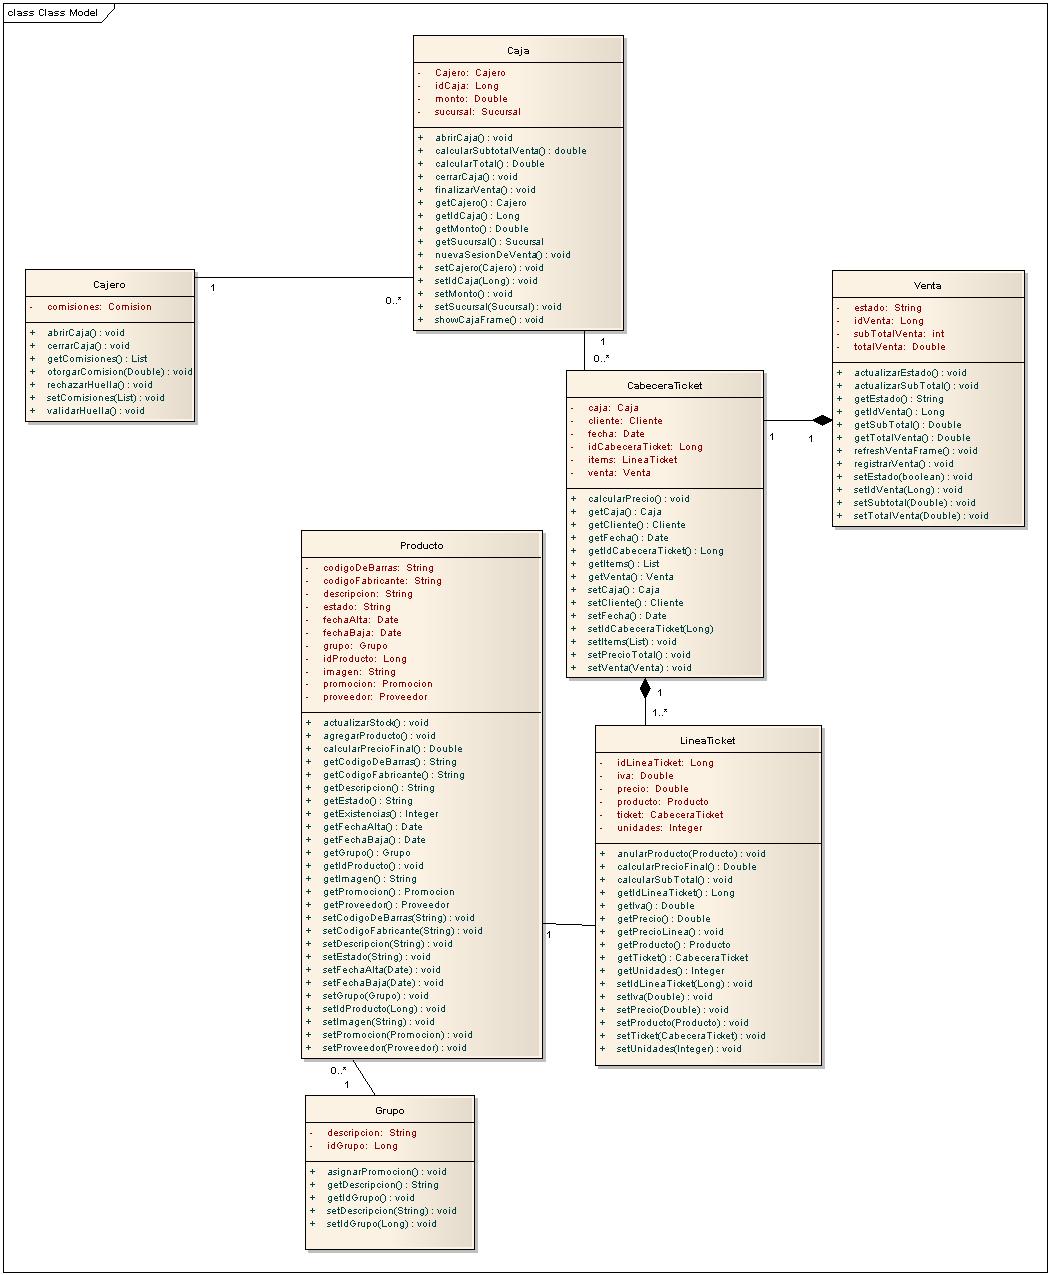 class Class Model
Caja
- Cajero: Cajero
- idCaja: Long
- monto: Double
- sucursal: Sucursal
+ abrirCaja() : void
+ calcularSubtotalVenta() : double
+ calcularTotal() : Double
+ cerrarCaja() : void
+ finalizarVenta() : void
+ getCajero() : Cajero
+ getIdCaja() : Long
+ getMonto() : Double
+ getSucursal() : Sucursal
+ nuevaSesionDeVenta() : void
+ setCajero(Cajero) : void
+ setIdCaja(Long) : void
+ setMonto() : void
+ setSucursal(Sucursal) : void
+ showCajaFrame() : void
Cajero
- comisiones: Comision
+ abrirCaja() : void
+ cerrarCaja() : void
+ getComisiones() : List
+ otorgarComision(Double) : void
+ rechazarHuella() : void
+ setComisiones(List) : void
+ validarHuella() : void
1
0..*
Venta
- estado: String
- idVenta: Long
- subTotalVenta: int
- totalVenta: Double
+ actualizarEstado() : void
+ actualizarSubTotal() : void
+ getEstado() : String
+ getIdVenta() : Long
+ getSubTotal() : Double
+ getTotalVenta() : Double
+ refreshVentaFrame() : void
+ registrarVenta() : void
+ setEstado(boolean) : void
+ setIdVenta(Long) : void
+ setSubtotal(Double) : void
+ setTotalVenta(Double) : void
1
0..*
CabeceraTicket
- caja: Caja
- cliente: Cliente
- fecha: Date
- idCabeceraTicket: Long
- items: LineaTicket
- venta: Venta
+ calcularPrecio() : void
+ getCaja() : Caja
+ getCliente() : Cliente
+ getFecha() : Date
+ getIdCabeceraTicket() : Long
+ getItems() : List
+ getVenta() : Venta
+ setCaja() : Caja
+ setCliente() : Cliente
+ setFecha() : Date
+ setIdCabeceraTicket(Long)
+ setItems(List) : void
+ setPrecioTotal() : void
+ setVenta(Venta) : void
1
1
Producto
- codigoDeBarras: String
- codigoFabricante: String
- descripcion: String
- estado: String
- fechaAlta: Date
- fechaBaja: Date
- grupo: Grupo
- idProducto: Long
- imagen: String
- promocion: Promocion
- proveedor: Proveedor
+ actualizarStock() : void
+ agregarProducto() : void
+ calcularPrecioFinal() : Double
+ getCodigoDeBarras() : String
+ getCodigoFabricante() : String
+ getDescripcion() : String
+ getEstado() : String
+ getExistencias() : Integer
+ getFechaAlta() : Date
+ getFechaBaja() : Date
+ getGrupo() : Grupo
+ getIdProducto() : void
+ getImagen() : String
+ getPromocion() : Promocion
+ getProveedor() : Proveedor
+ setCodigoDeBarras(String) : void
+ setCodigoFabricante(String) : void
+ setDescripcion(String) : void
+ setEstado(String) : void
+ setFechaAlta(Date) : void
+ setFechaBaja(Date) : void
+ setGrupo(Grupo) : void
+ setIdProducto(Long) : void
+ setImagen(String) : void
+ setPromocion(Promocion) : void
+ setProveedor(Proveedor) : void
1
1..*
LineaTicket
- idLineaTicket: Long
- iva: Double
- precio: Double
- producto: Producto
- ticket: CabeceraTicket
- unidades: Integer
+ anularProducto(Producto) : void
+ calcularPrecioFinal() : Double
+ calcularSubTotal() : void
+ getIdLineaTicket() : Long
+ getIva() : Double
+ getPrecio() : Double
+ getPrecioLinea() : void
+ getProducto() : Producto
+ getTicket() : CabeceraTicket
+ getUnidades() : Integer
+ setIdLineaTicket(Long) : void
+ setIva(Double) : void
+ setPrecio(Double) : void
+ setProducto(Producto) : void
+ setTicket(CabeceraTicket) : void
+ setUnidades(Integer) : void
1
0..*
1
Grupo
- descripcion: String
- idGrupo: Long
+ asignarPromocion() : void
+ getDescripcion() : String
+ getIdGrupo() : void
+ setDescripcion(String) : void
+ setIdGrupo(Long) : void